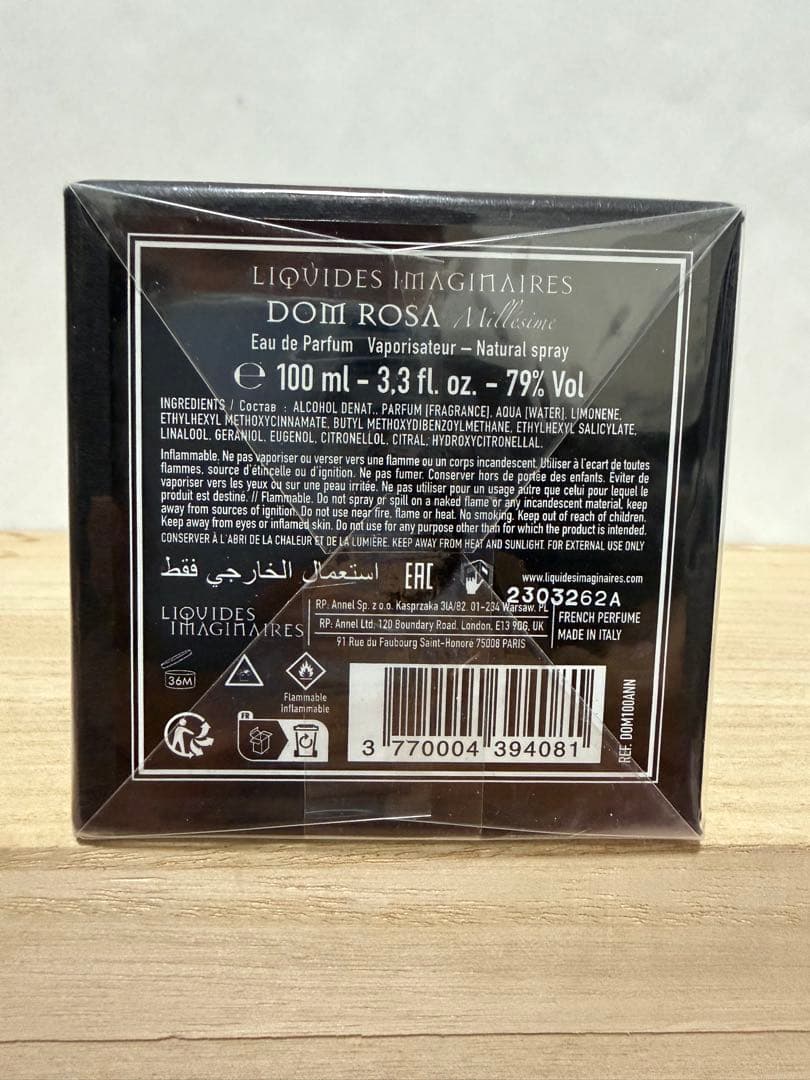 LIQUIDES IMAGINAIRES
DOM ROSA Millesime
Eau de Parfum Vaporisateur – Natural spray
℮ 100 ml - 3,3 fl. oz. - 79% Vol
INGREDIENTS / Состав : ALCOHOL DENAT., PARFUM [FRAGRANCE], AQUA [WATER], LIMONENE,
ETHYLHEXYL METHOXYCINNAMATE, BUTYL METHOXYDIBENZOYLMETHANE, ETHYLHEXYL SALICYLATE,
LINALOOL, GERANIOL, EUGENOL, CITRONELLOL, CITRAL, HYDROXYCITRONELLAL.
Inflammable. Ne pas vaporiser ou verser vers une flamme ou un corps incandescent. Utiliser à l'ecart de toutes
flammes, source d'étincelle ou d'ignition. Ne pas fumer. Conserver hors de portée des enfants. Eviter de
vaporiser vers les yeux ou sur une peau irritée. Ne pas utiliser pour un usage autre que celui pour lequel le
produit est destiné. // Flammable. Do not spray or spill on a naked flame or any incandescent material, keep
away from sources of ignition. Do not use near fire, flame or heat. No smoking. Keep out of reach of children.
Keep away from eyes or inflamed skin. Do not use for any purpose other than for which the product is intended.
CONSERVER À L'ABRI DE LA CHALEUR ET DE LA LUMIÈRE. KEEP AWAY FROM HEAT AND SUNLIGHT. FOR EXTERNAL USE ONLY
استعمال الخارجي فقط
EAC
www.liquidesimaginaires.com
2303262A
LIQUIDES
IMAGINAIRES
RP: Annel Sp. z o.o. Kasprzaka 31A/82. 01-234 Warsaw. PL
RP: Annel Ltd, 120 Boundary Road. London, E13 9QG, UK
91 Rue du Faubourg Saint-Honore 75008 PARIS
FRENCH PERFUME
MADE IN ITALY
36M
Flammable
inflammable
FR
3 770004 394081
REF. DOM100ANN